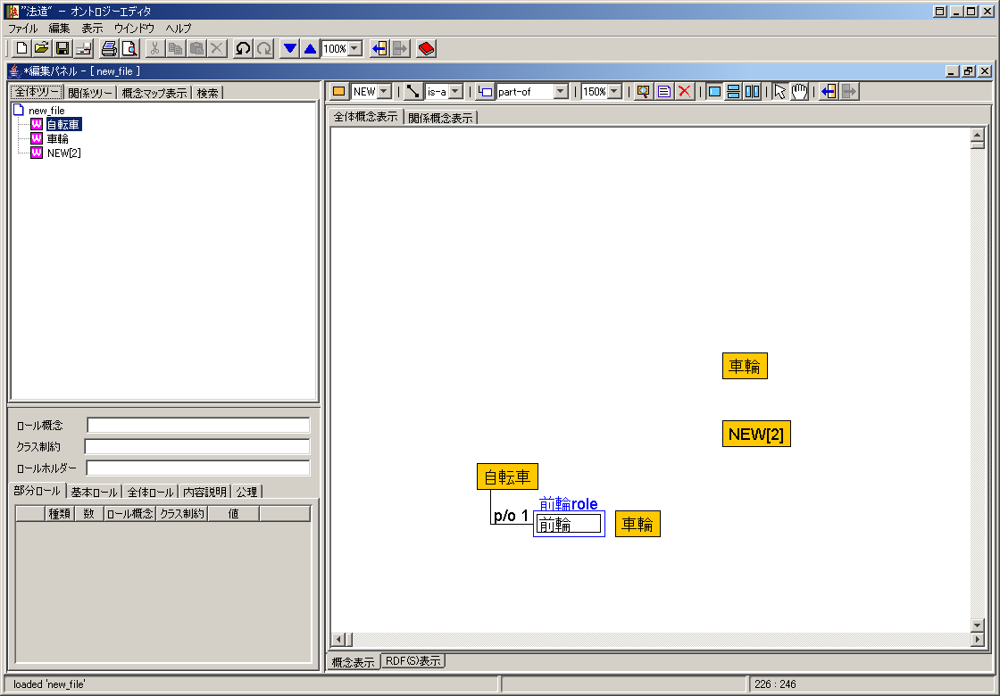 "法造" － オントロジーエディタ
ファイル 編集 表示 ウインドウ ヘルプ
100%
*編集パネル - [ new_file ]
全体ツリー 関係ツリー 概念マップ表示 検索
NEW is-a part-of 150%
new_file
自転車
車輪
NEW[2]
全体概念表示 関係概念表示
車輪
NEW[2]
自転車
前輪role
p/o 1 前輪 車輪
ロール概念
クラス制約
ロールホルダー
部分ロール 基本ロール 全体ロール 内容説明 公理
種類 数 ロール概念 クラス制約 値
概念表示 RDF(S)表示
loaded 'new_file' 226 : 246